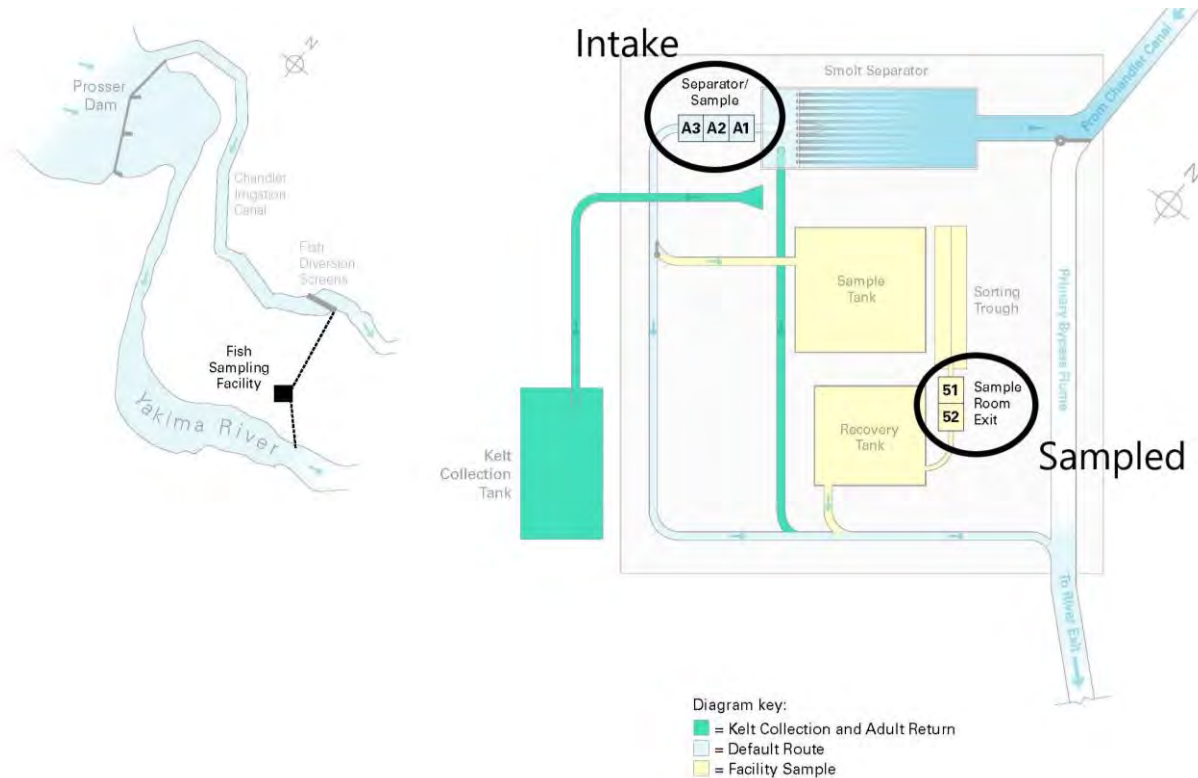 Prosser
Dam
N
Chandler
Irrigation
Canal
Fish
Diversion
Screens
Fish
Sampling
Facility
Yakima River
Intake
Separator/
Sample
A3 A2 A1
Smolt Separator
From Chandler Canal
N
Sample
Tank
Sorting
Trough
Primary Bypass Flume
51
52
Sample
Room
Exit
Recovery
Tank
Sampled
Kelt
Collection
Tank
To River Exit
Diagram key:
= Kelt Collection and Adult Return
= Default Route
= Facility Sample